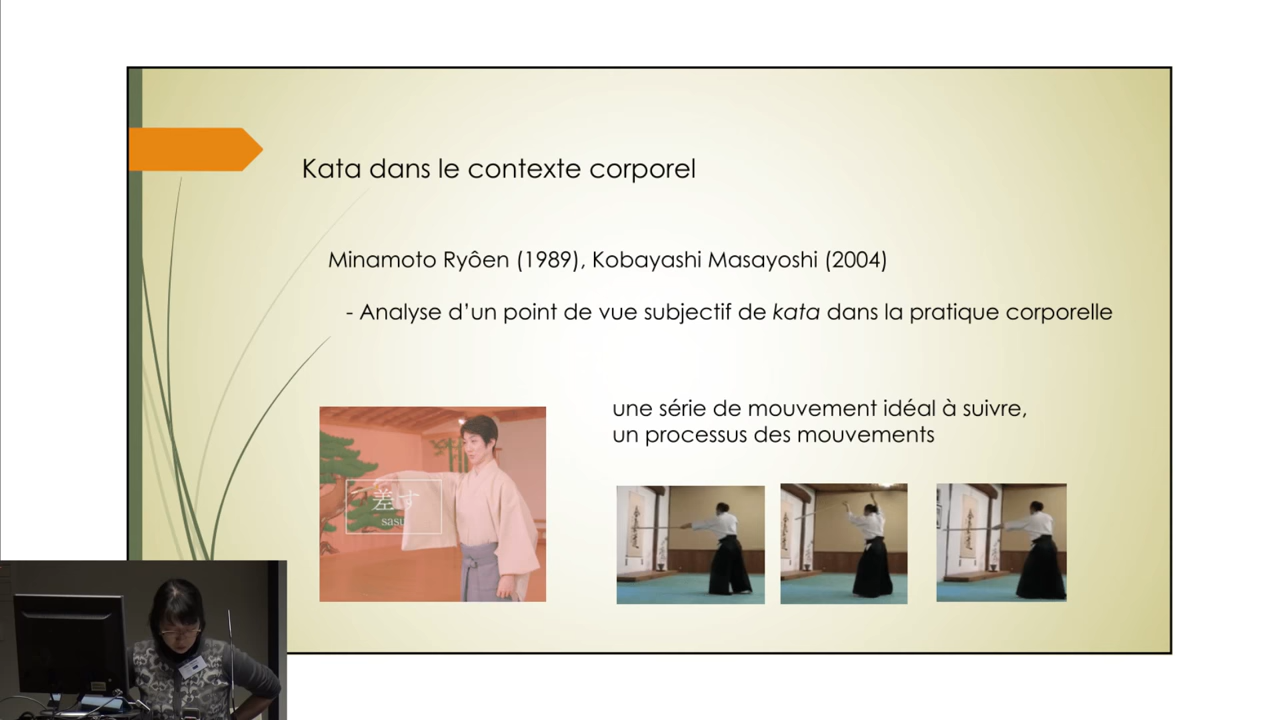 Kata dans le contexte corporel
Minamoto Ryôen (1989), Kobayashi Masayoshi (2004)
- Analyse d’un point de vue subjectif de kata dans la pratique corporelle
une série de mouvement idéal à suivre,
un processus des mouvements
差す
sasu